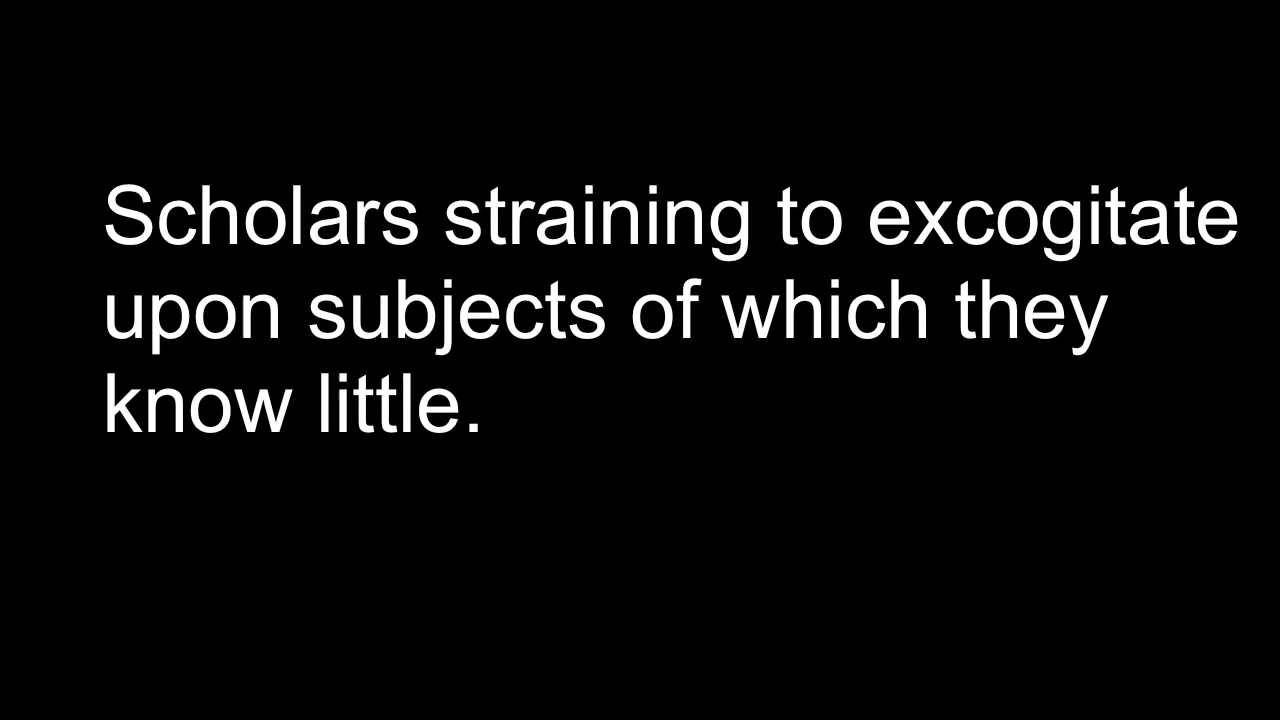 Scholars straining to excogitate
upon subjects of which they
know little.